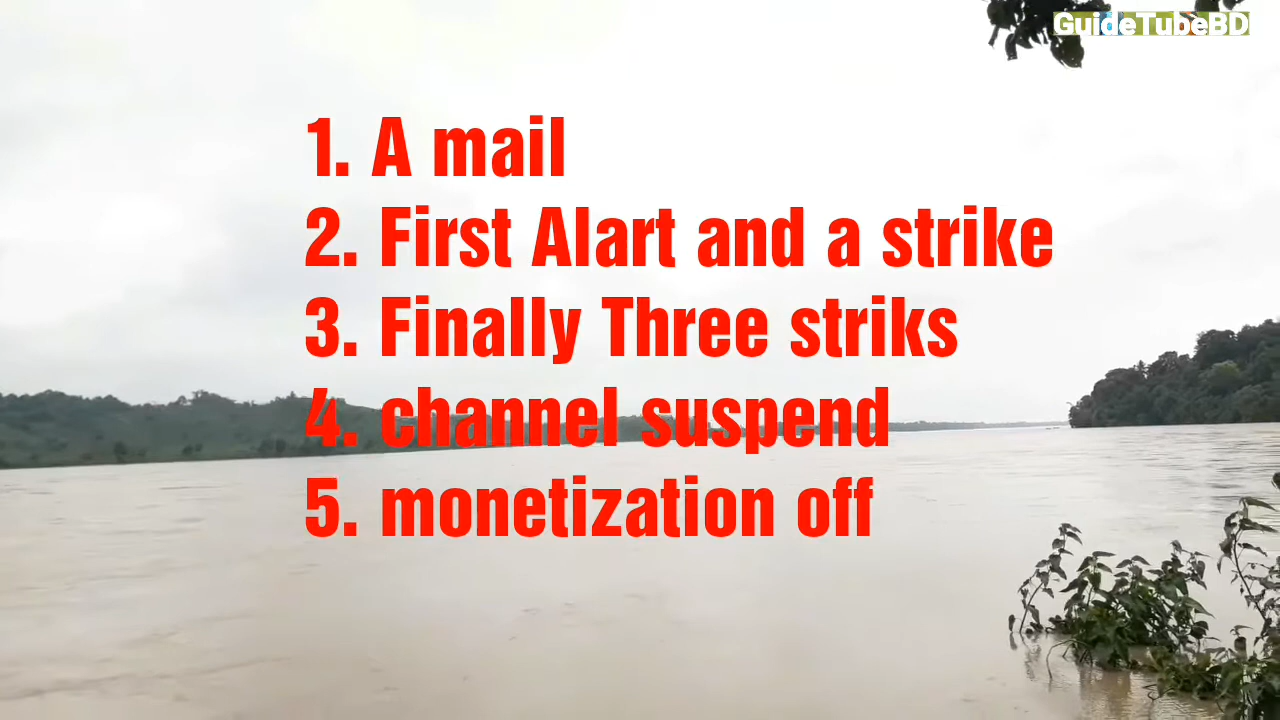 GuideTubeBD
1. A mail
2. First Alart and a strike
3. Finally Three striks
4. channel suspend
5. monetization off